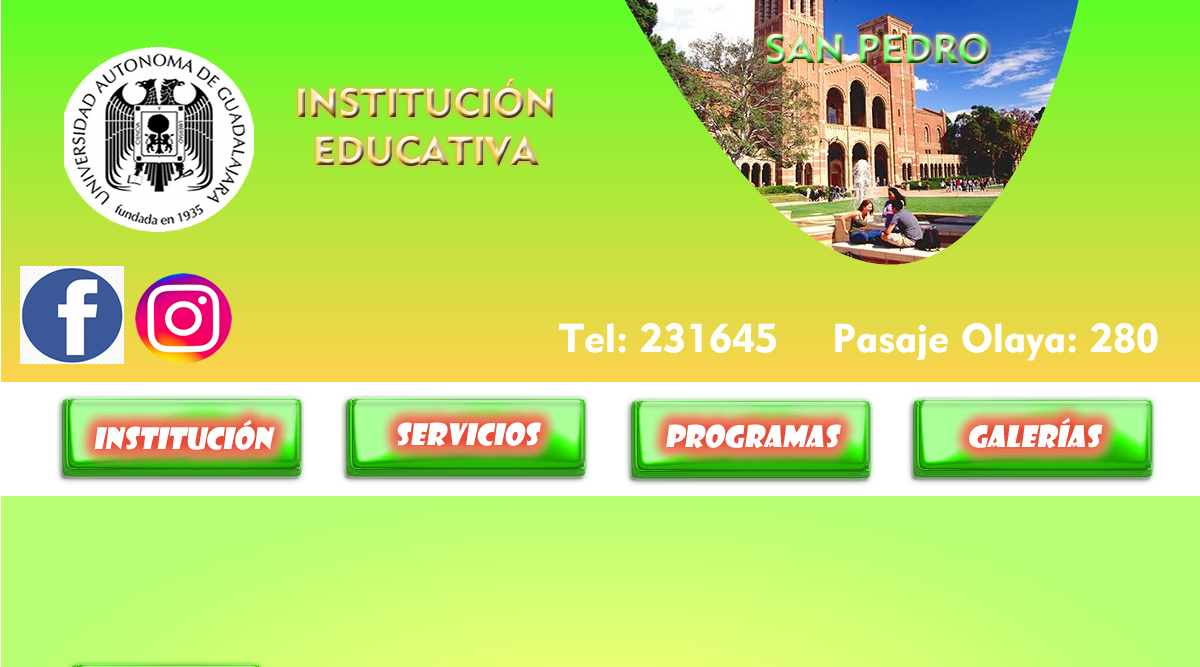 UNIVERSIDAD AUTONOMA DE GUADALAJARA
fundada en 1935
INSTITUCIÓN
EDUCATIVA
SAN PEDRO
Tel: 231645 Pasaje Olaya: 280
INSTITUCIÓN SERVICIOS PROGRAMAS GALERÍAS